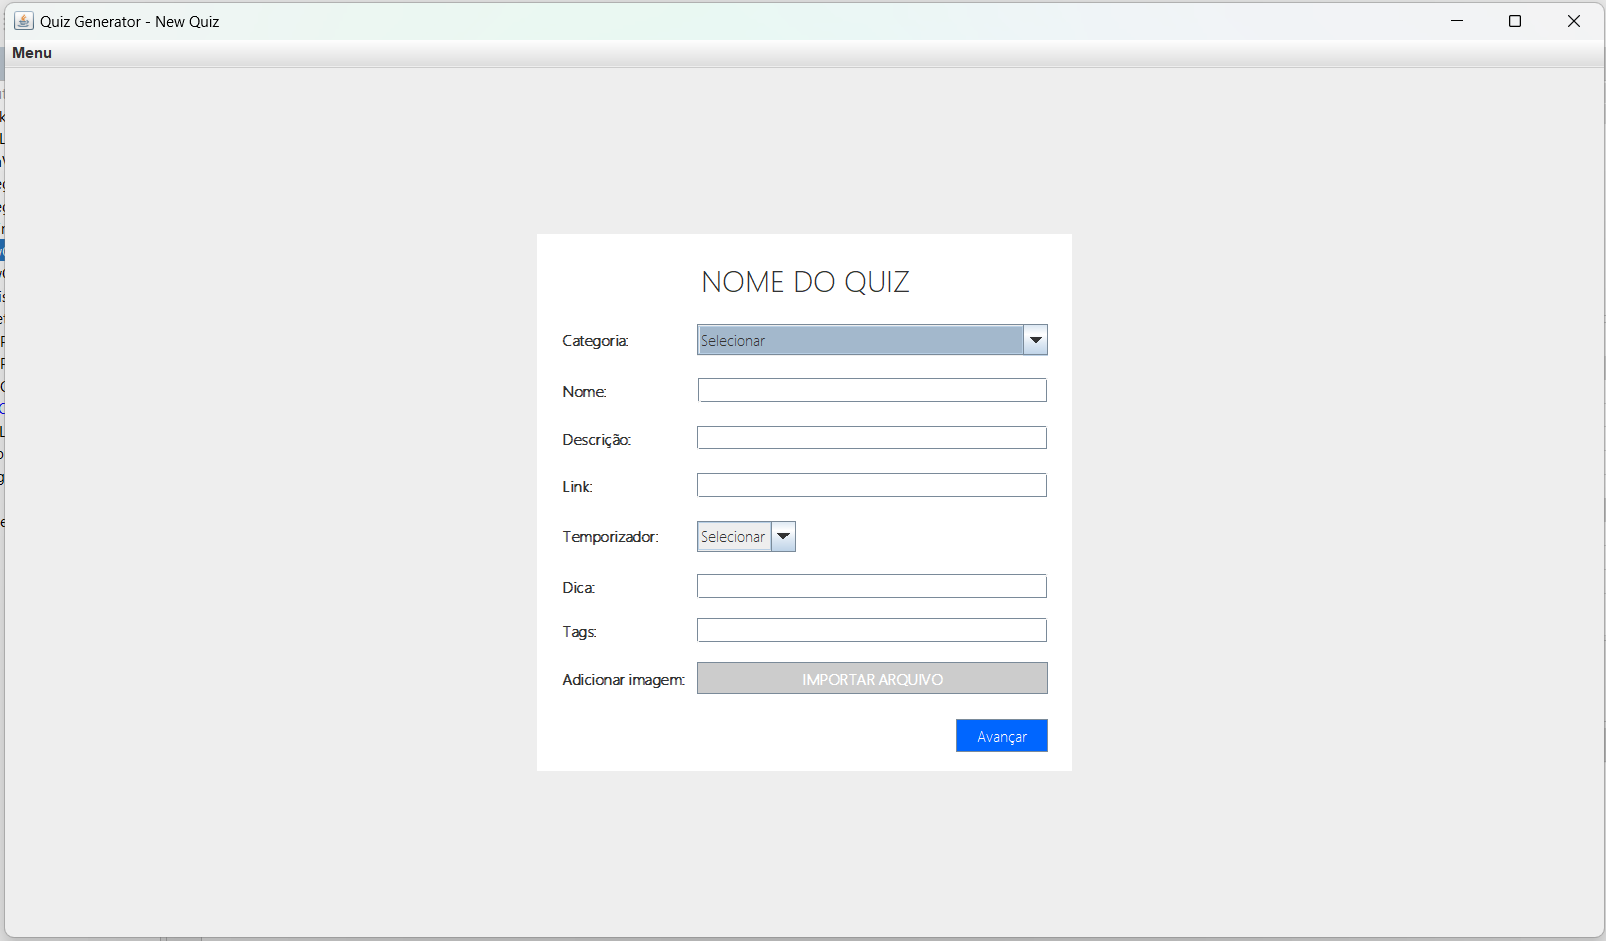 Quiz Generator - New Quiz
Menu
NOME DO QUIZ
Categoria: Selecionar
Nome:
Descrição:
Link:
Temporizador: Selecionar
Dica:
Tags:
Adicionar imagem: IMPORTAR ARQUIVO
Avançar